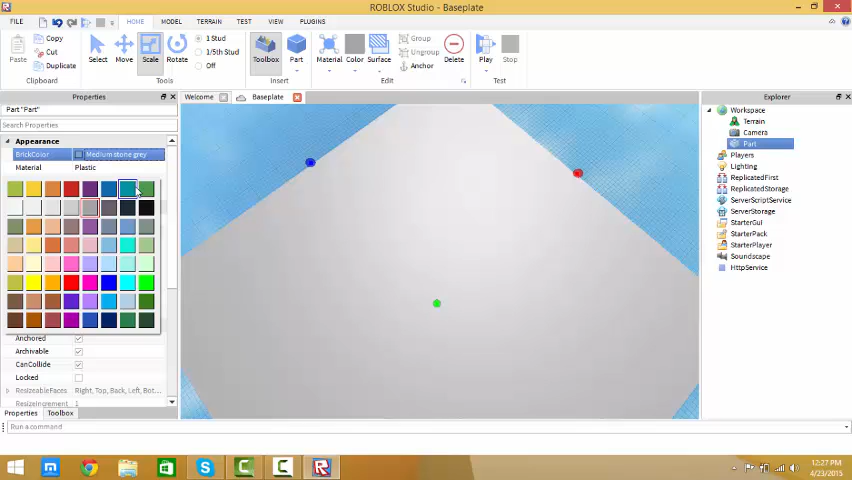 ROBLOX Studio - Baseplate
FILE HOME MODEL TERRAIN TEST VIEW PLUGINS
Paste Copy Cut Duplicate
Select Move Scale Rotate
1 Stud
1/5th Stud
Off
Toolbox Part
Material Color Surface
Group
Ungroup
Anchor
Delete
Play Stop
Clipboard Tools Insert Edit Test
Properties
Part "Part"
Search Properties
Appearance
BrickColor Medium stone grey
Material Plastic
Anchored
Archivable
CanCollide
Locked
ResizeableFaces Right, Top, Back, Left, Bot...
ResizeIncrement 1
Properties Toolbox
Welcome Baseplate
Explorer
Workspace
Terrain
Camera
Part
Players
Lighting
ReplicatedFirst
ReplicatedStorage
ServerScriptService
ServerStorage
StarterGui
StarterPack
StarterPlayer
Soundscape
HttpService
Run a command
12:27 PM
4/23/2015